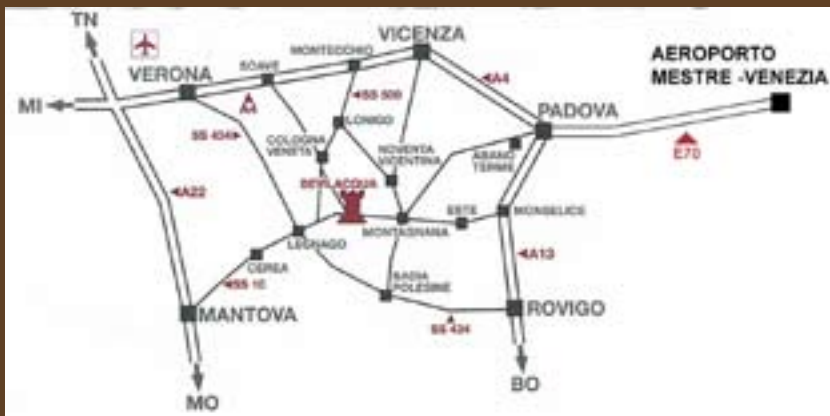 TN
VICENZA
MONTECCHIO
AEROPORTO
MESTRE -VENEZIA
SOAVE
VERONA
A4
MI
A4
SS 500
PADOVA
LONIGO
SS 434
COLOGNA
VENETA
NOVENTA
VICENTINA
ABANO
TERME
E70
BEVILACQUA
A22
ESTE
MONSELICE
MONTAGNANA
LEGNAGO
CEREA
A13
BADIA
POLESINE
SS 10
MANTOVA
ROVIGO
SS 434
MO
BO